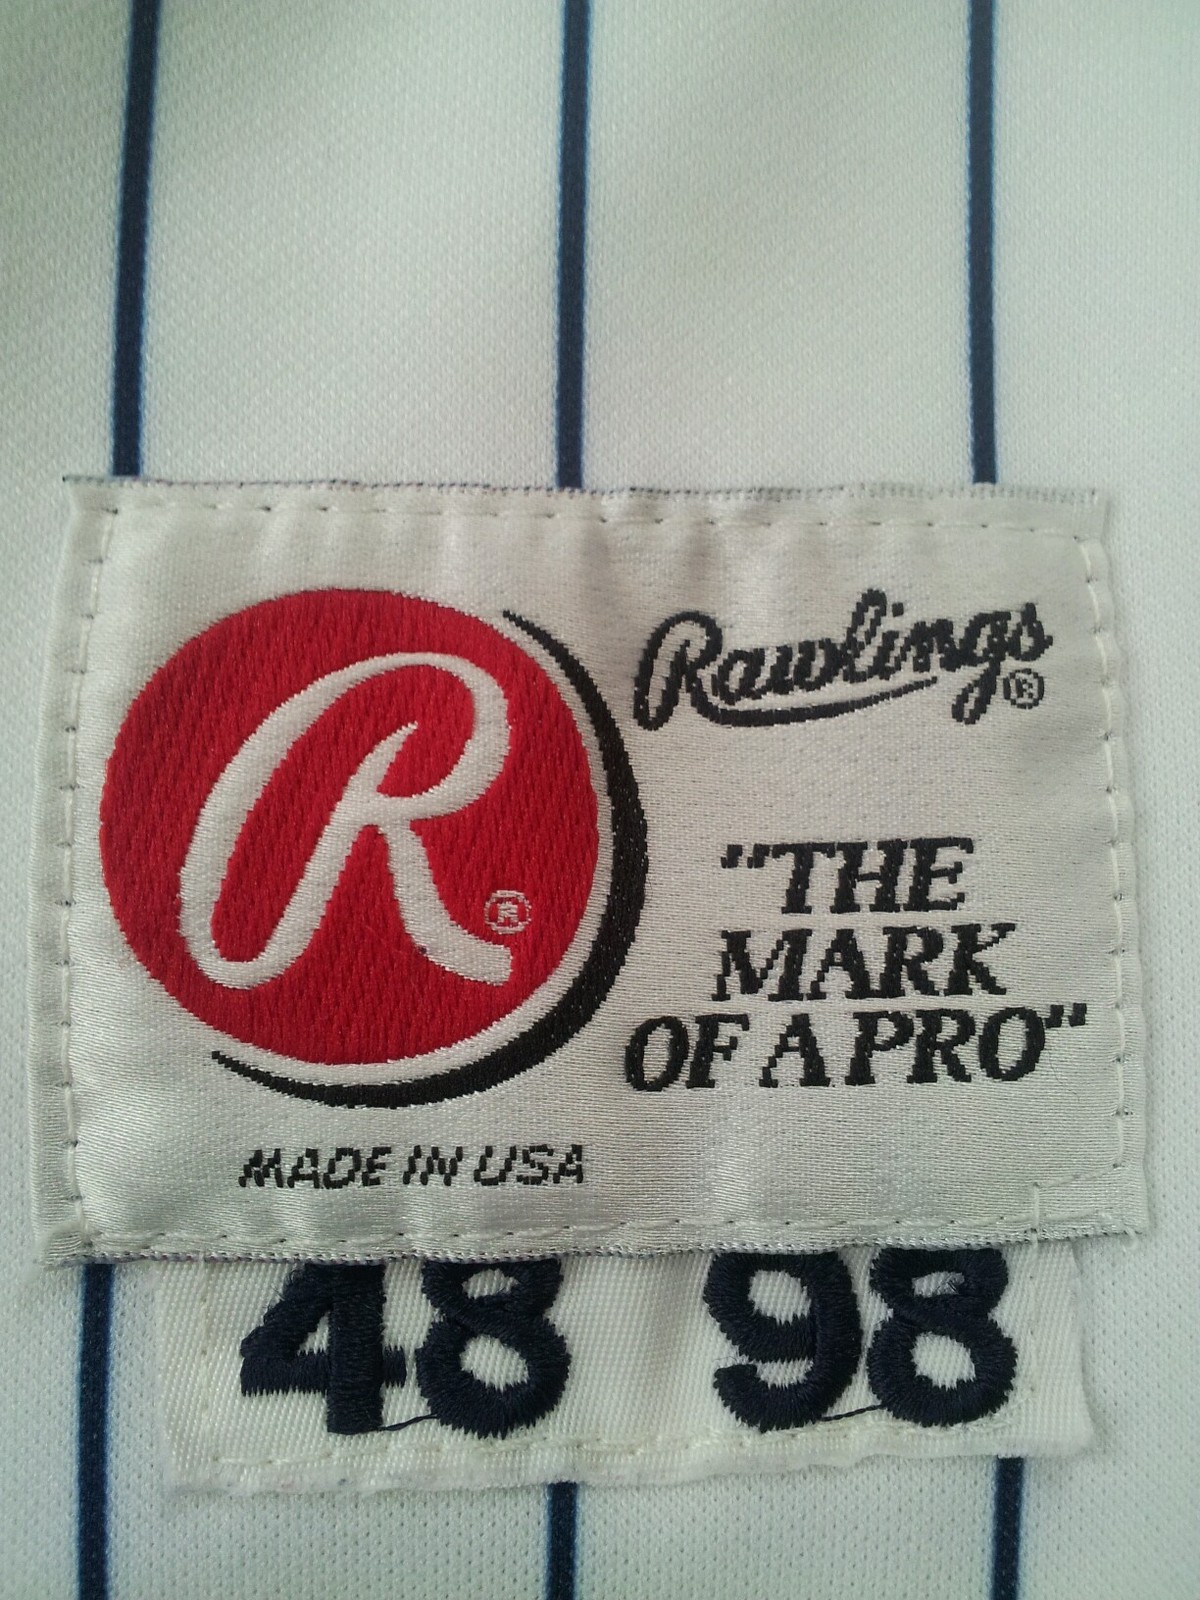 R®
Rawlings®
"THE
MARK
OF A PRO"
MADE IN USA
48 98